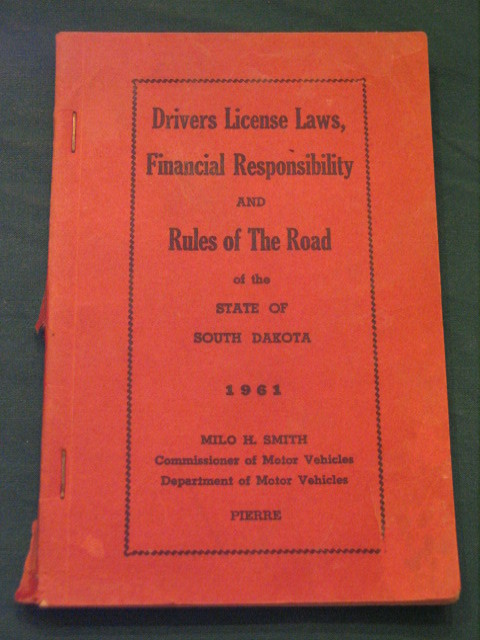 Drivers License Laws,
Financial Responsibility
AND
Rules of The Road
of the
STATE OF
SOUTH DAKOTA
1961
MILO H. SMITH
Commissioner of Motor Vehicles
Department of Motor Vehicles
PIERRE